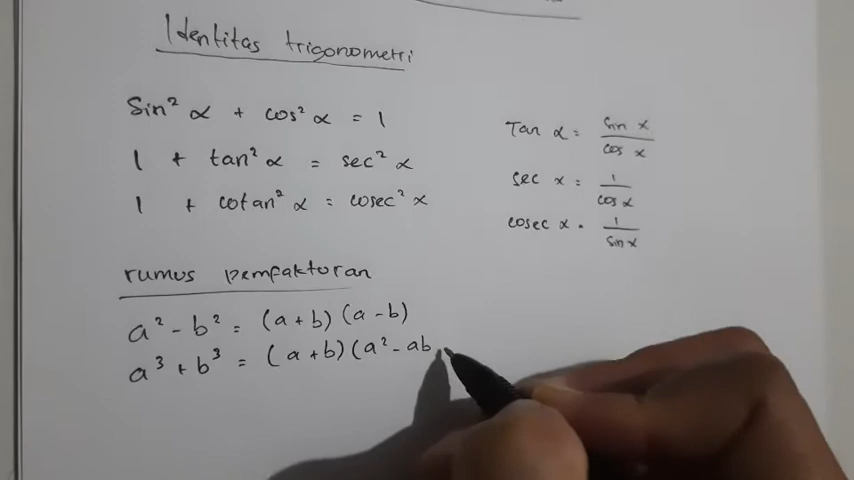 Identitas trigonometri
Sin² α + cos² α = 1
1 + tan² α = sec² α
1 + cotan² α = cosec² α
Tan α = sin α / cos α
sec α = 1 / cos α
cosec α = 1 / sin α
rumus pemfaktoran
a² - b² = (a + b) (a - b)
a³ + b³ = (a + b) (a² - ab